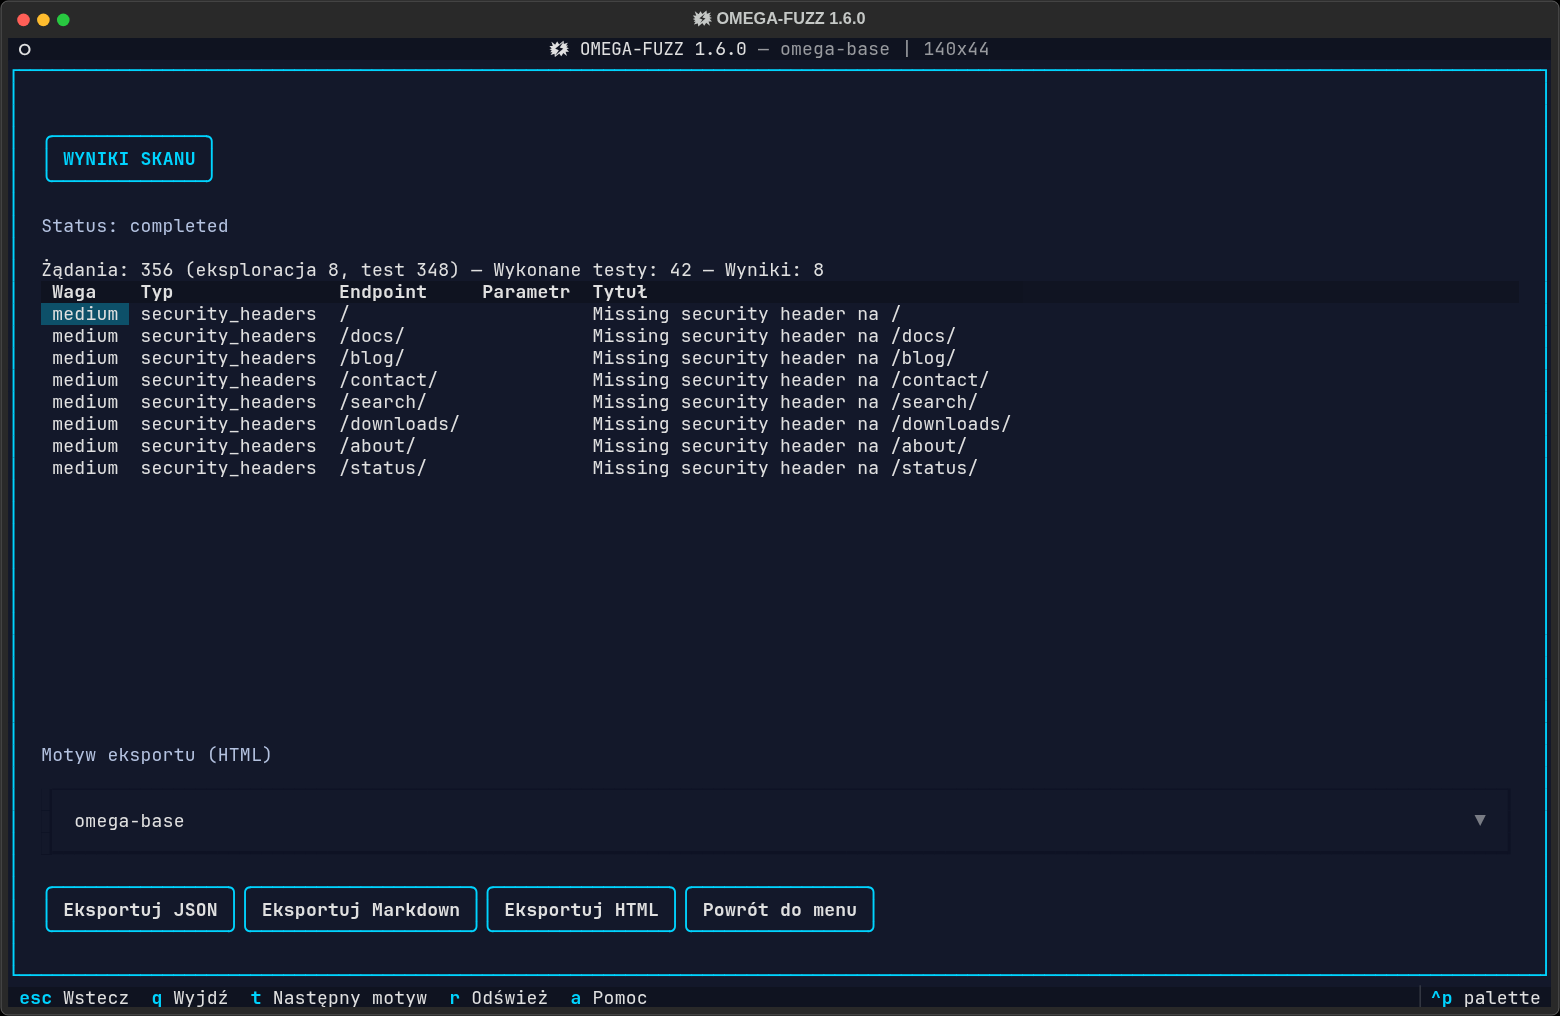 OMEGA-FUZZ 1.6.0
OMEGA-FUZZ 1.6.0 — omega-base | 140x44
WYNIKI SKANU
Status: completed
Żądania: 356 (eksploracja 8, test 348) — Wykonane testy: 42 — Wyniki: 8
Waga Typ Endpoint Parametr Tytuł
medium security_headers / Missing security header na /
medium security_headers /docs/ Missing security header na /docs/
medium security_headers /blog/ Missing security header na /blog/
medium security_headers /contact/ Missing security header na /contact/
medium security_headers /search/ Missing security header na /search/
medium security_headers /downloads/ Missing security header na /downloads/
medium security_headers /about/ Missing security header na /about/
medium security_headers /status/ Missing security header na /status/
Motyw eksportu (HTML)
omega-base ▼
Eksportuj JSON Eksportuj Markdown Eksportuj HTML Powrót do menu
esc Wstecz q Wyjdź t Następny motyw r Odśwież a Pomoc ^p palette